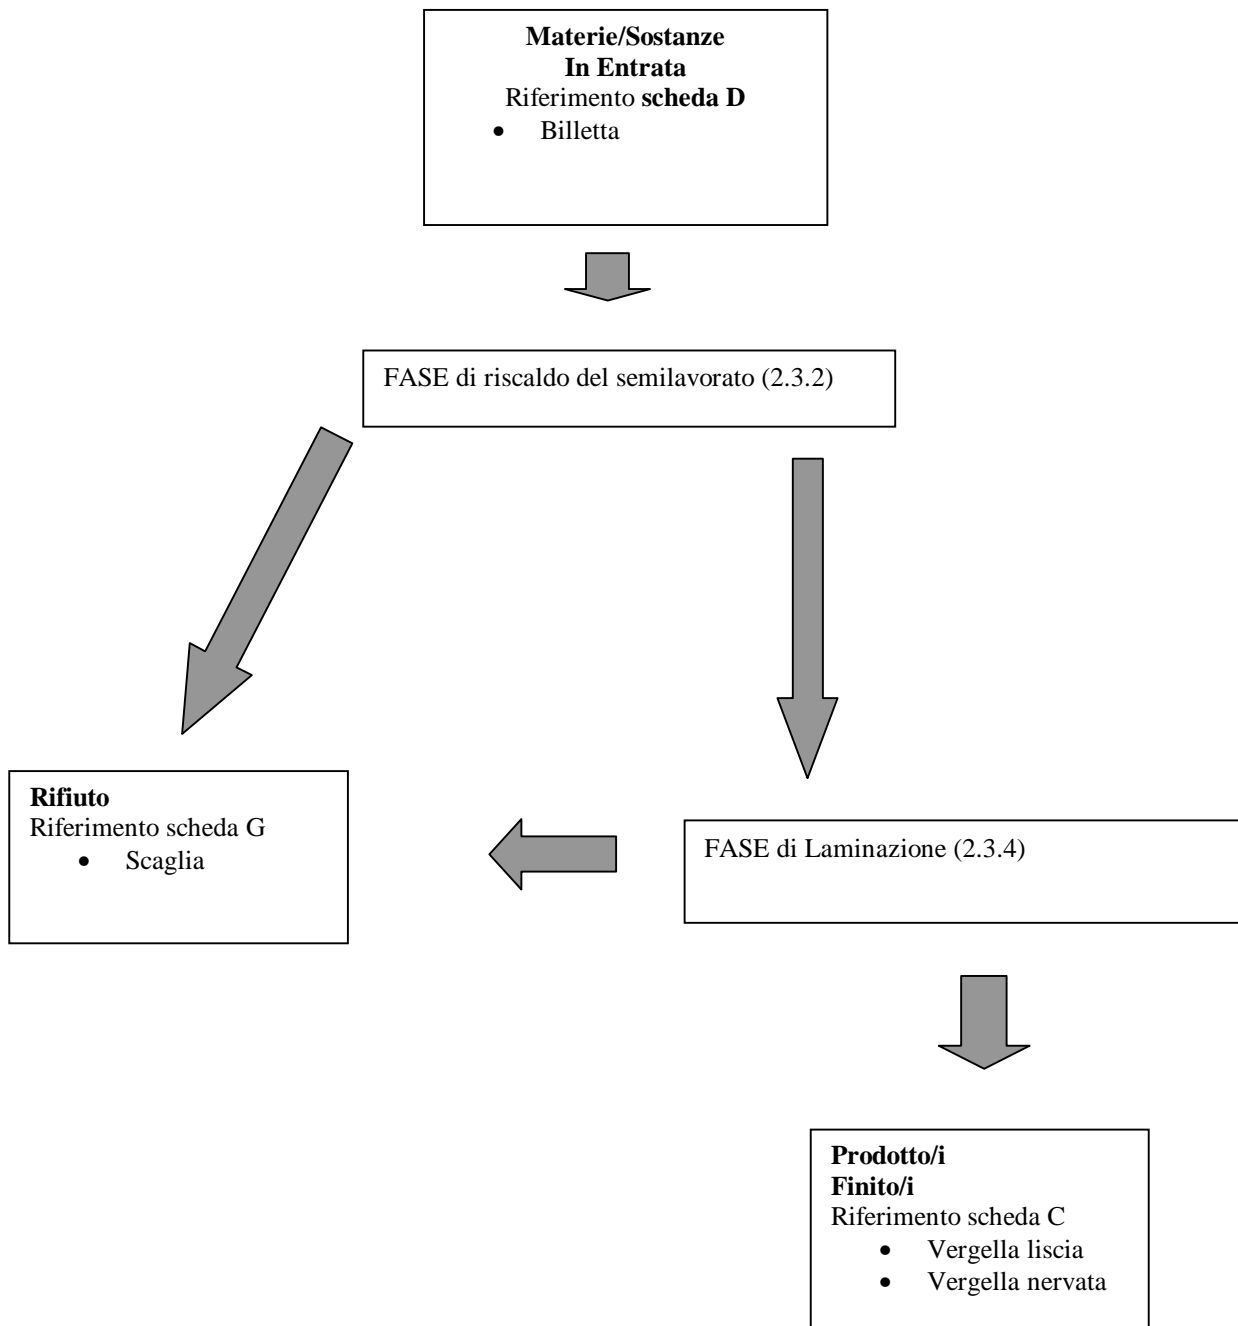 Materie/Sostanze
In Entrata
Riferimento scheda D
• Billetta
FASE di riscaldo del semilavorato (2.3.2)
Rifiuto
Riferimento scheda G
• Scaglia
FASE di Laminazione (2.3.4)
Prodotto/i
Finito/i
Riferimento scheda C
• Vergella liscia
• Vergella nervata